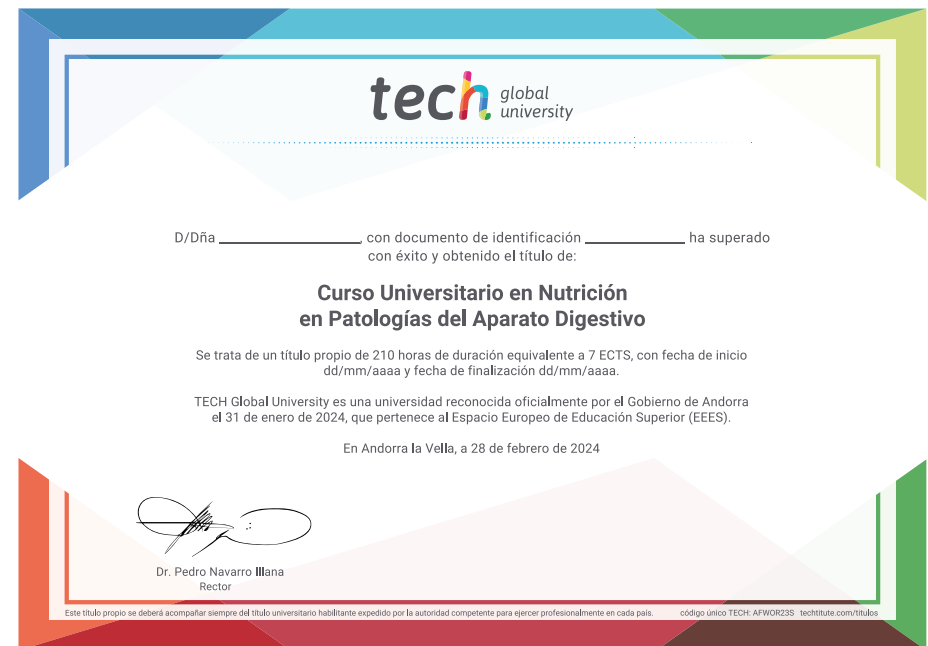 tech global university
D/Dña ____________________, con documento de identificación ______________ ha superado
con éxito y obtenido el título de:
Curso Universitario en Nutrición
en Patologías del Aparato Digestivo
Se trata de un título propio de 210 horas de duración equivalente a 7 ECTS, con fecha de inicio
dd/mm/aaaa y fecha de finalización dd/mm/aaaa.
TECH Global University es una universidad reconocida oficialmente por el Gobierno de Andorra
el 31 de enero de 2024, que pertenece al Espacio Europeo de Educación Superior (EEES).
En Andorra la Vella, a 28 de febrero de 2024
Dr. Pedro Navarro Illana
Rector
Este título propio se deberá acompañar siempre del título universitario habilitante expedido por la autoridad competente para ejercer profesionalmente en cada país. código único TECH: AFWOR23S techtitute.com/titulos